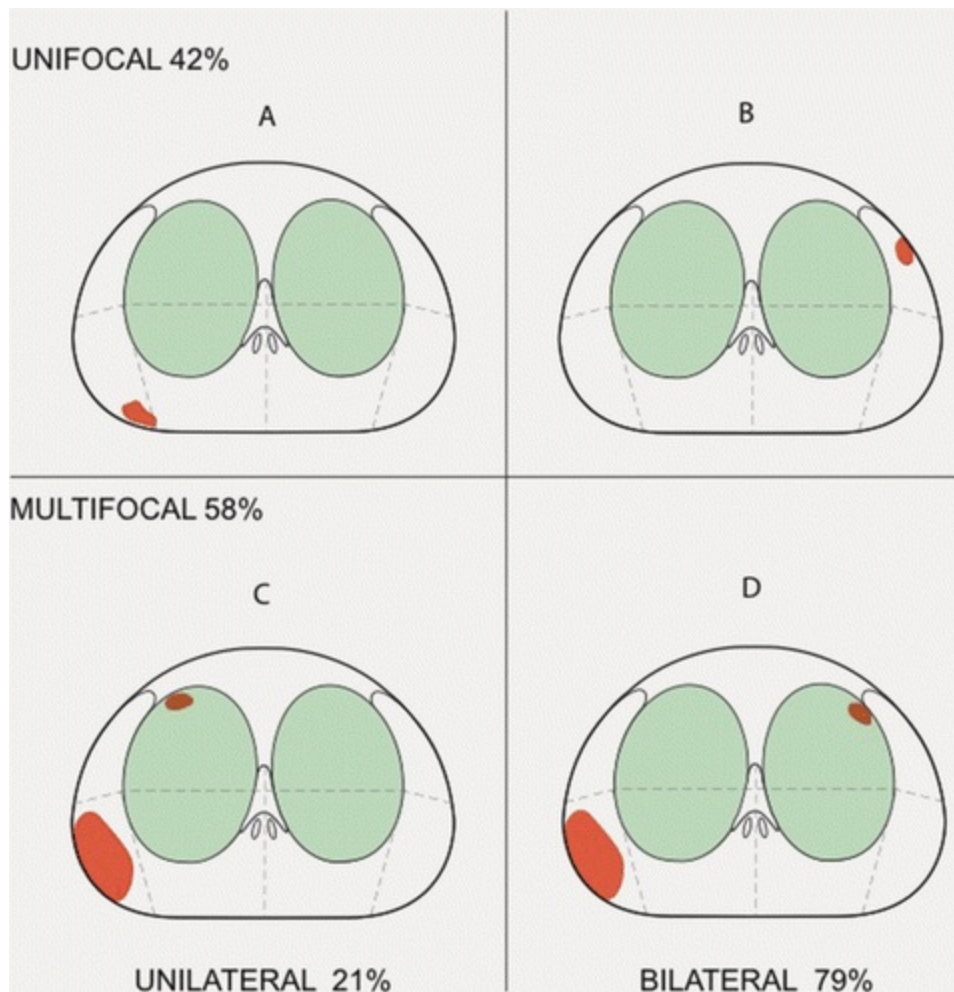 UNIFOCAL 42%
A
B
MULTIFOCAL 58%
C
D
UNILATERAL 21%
BILATERAL 79%